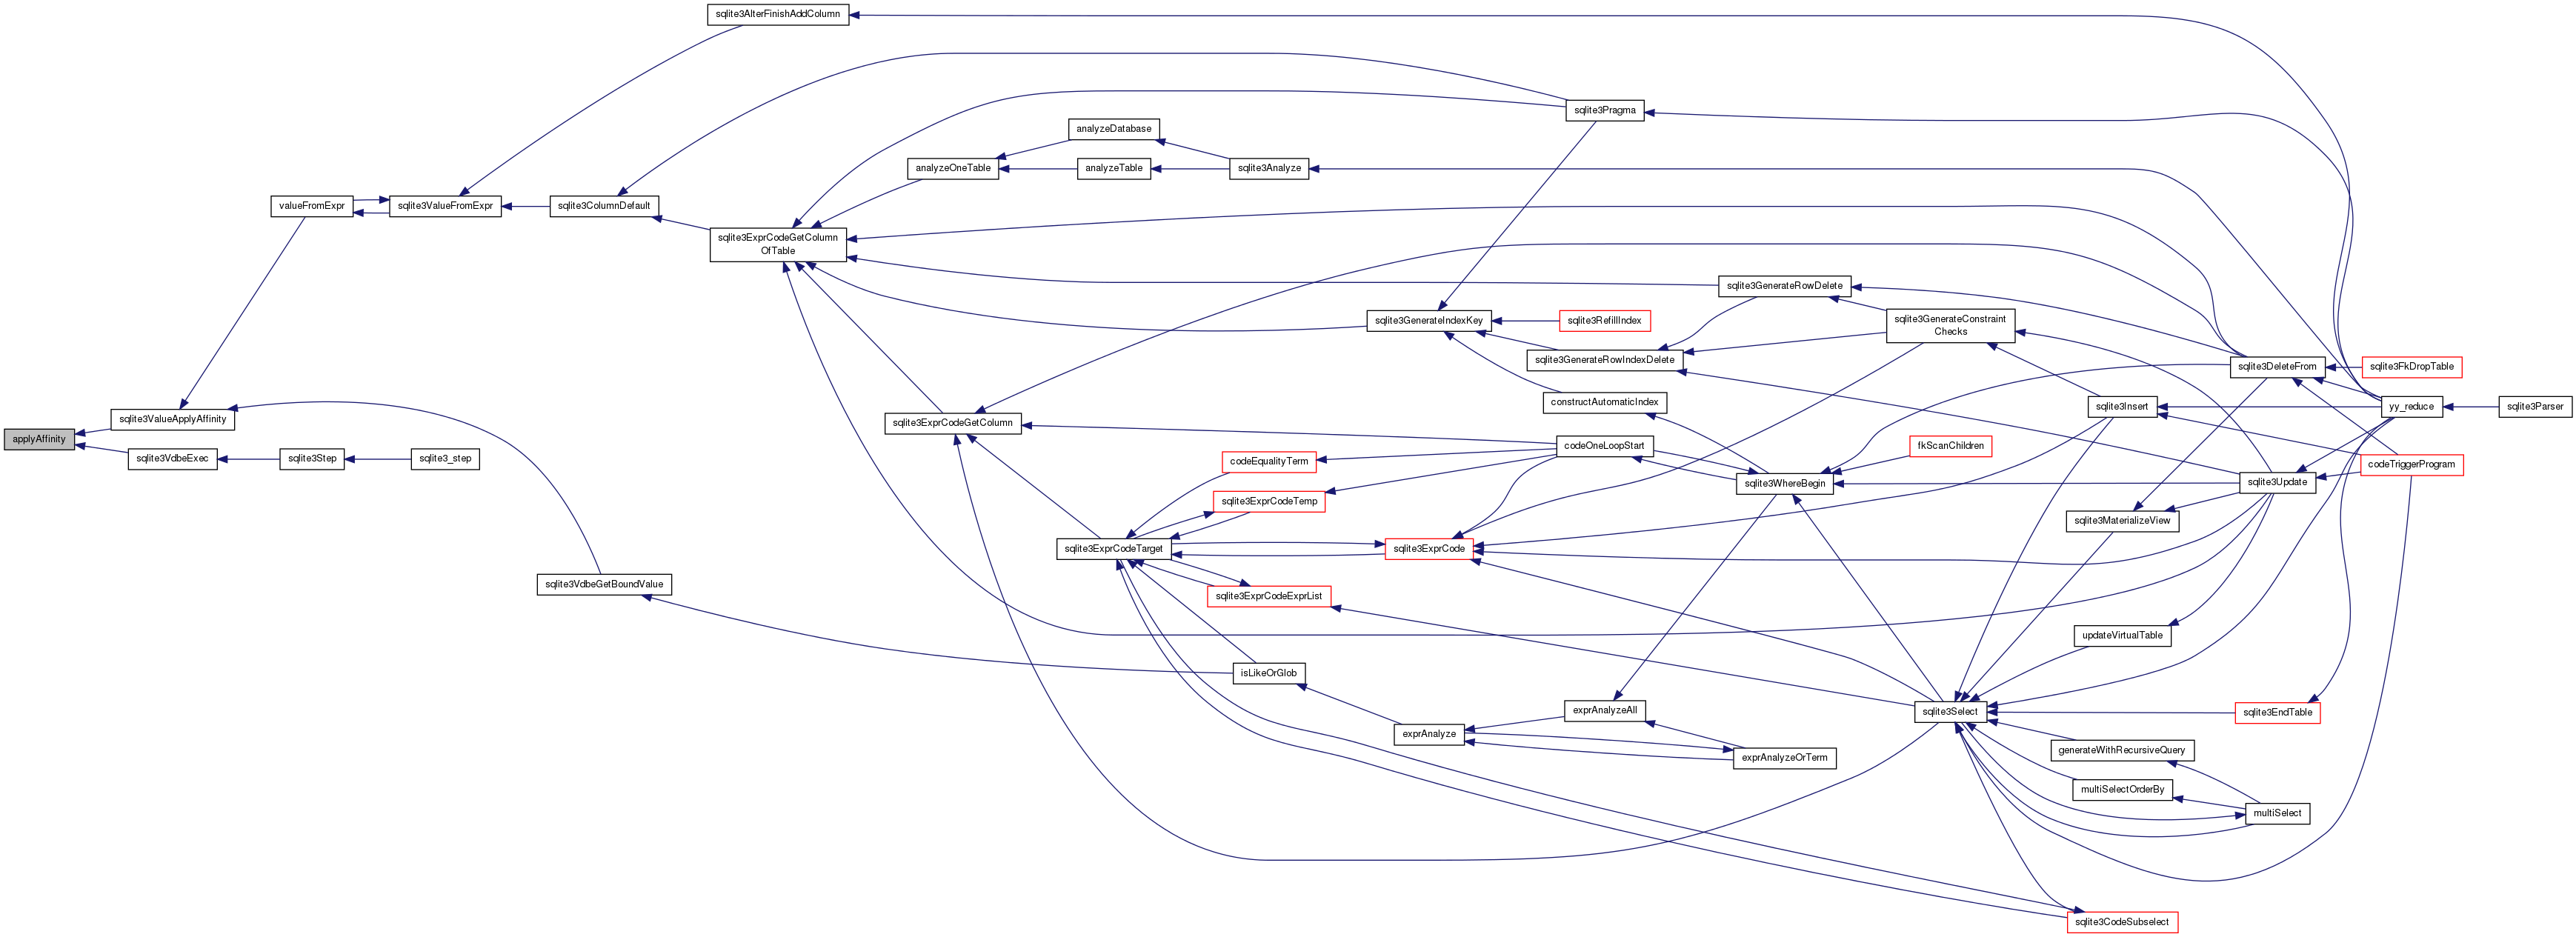 applyAffinity
sqlite3ValueApplyAffinity
sqlite3VdbeExec
valueFromExpr
sqlite3Step
sqlite3ValueFromExpr
sqlite3_step
sqlite3ColumnDefault
sqlite3VdbeGetBoundValue
sqlite3AlterFinishAddColumn
sqlite3ExprCodeGetColumn
OfTable
analyzeOneTable
sqlite3ExprCodeGetColumn
analyzeDatabase
analyzeTable
sqlite3ExprCodeTarget
sqlite3Analyze
codeEqualityTerm
sqlite3ExprCodeTemp
sqlite3ExprCodeExprList
isLikeOrGlob
sqlite3GenerateIndexKey
sqlite3ExprCode
exprAnalyze
sqlite3Pragma
sqlite3RefillIndex
sqlite3GenerateRowIndexDelete
constructAutomaticIndex
codeOneLoopStart
exprAnalyzeAll
sqlite3GenerateRowDelete
sqlite3WhereBegin
exprAnalyzeOrTerm
sqlite3GenerateConstraint
Checks
fkScanChildren
sqlite3Select
sqlite3Insert
sqlite3MaterializeView
updateVirtualTable
generateWithRecursiveQuery
multiSelectOrderBy
sqlite3CodeSubselect
sqlite3DeleteFrom
sqlite3Update
sqlite3EndTable
multiSelect
sqlite3FkDropTable
yy_reduce
codeTriggerProgram
sqlite3Parser